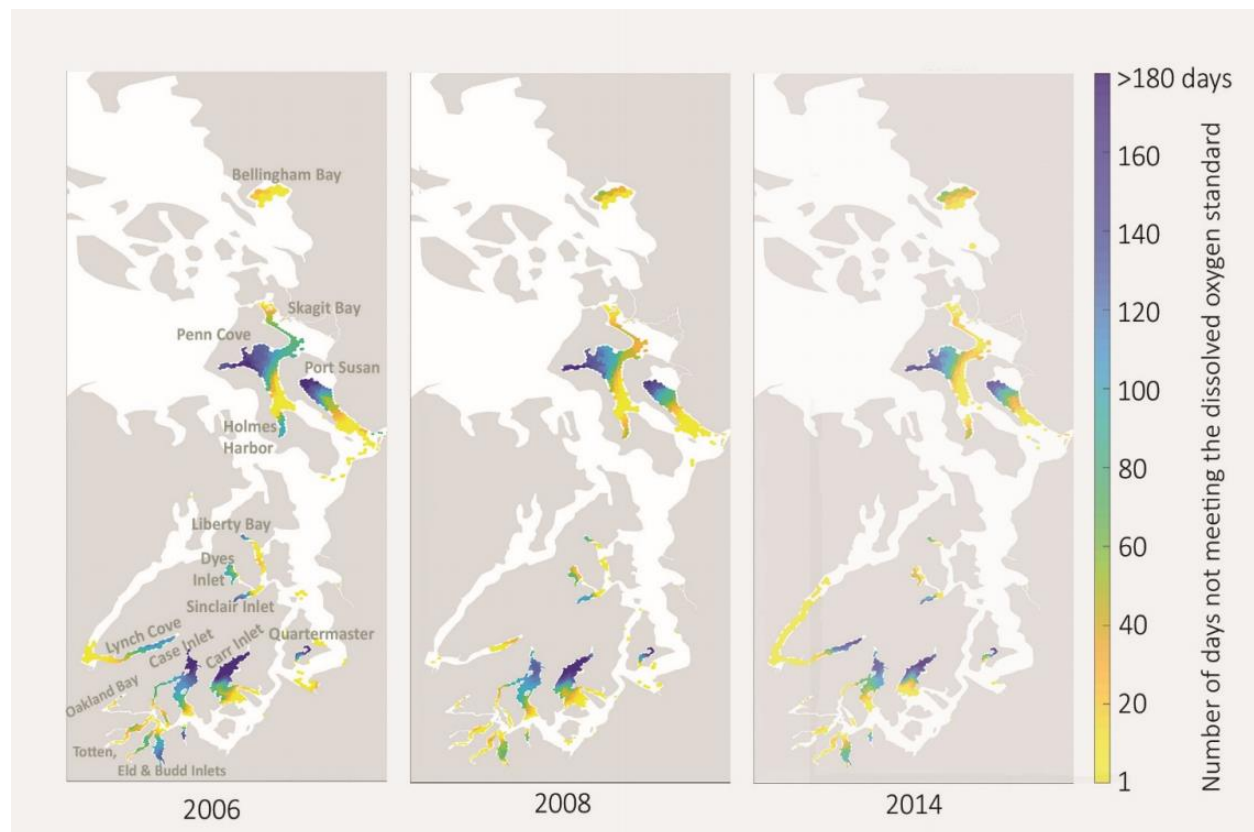 Bellingham Bay
Skagit Bay
Penn Cove
Port Susan
Holmes
Harbor
Liberty Bay
Dyes
Inlet
Sinclair Inlet
Lynch Cove
Case Inlet
Carr Inlet
Quartermaster
Oakland Bay
Totten,
Eld & Budd Inlets
2006
2008
2014
>180 days
160
140
120
100
80
60
40
20
1
Number of days not meeting the dissolved oxygen standard